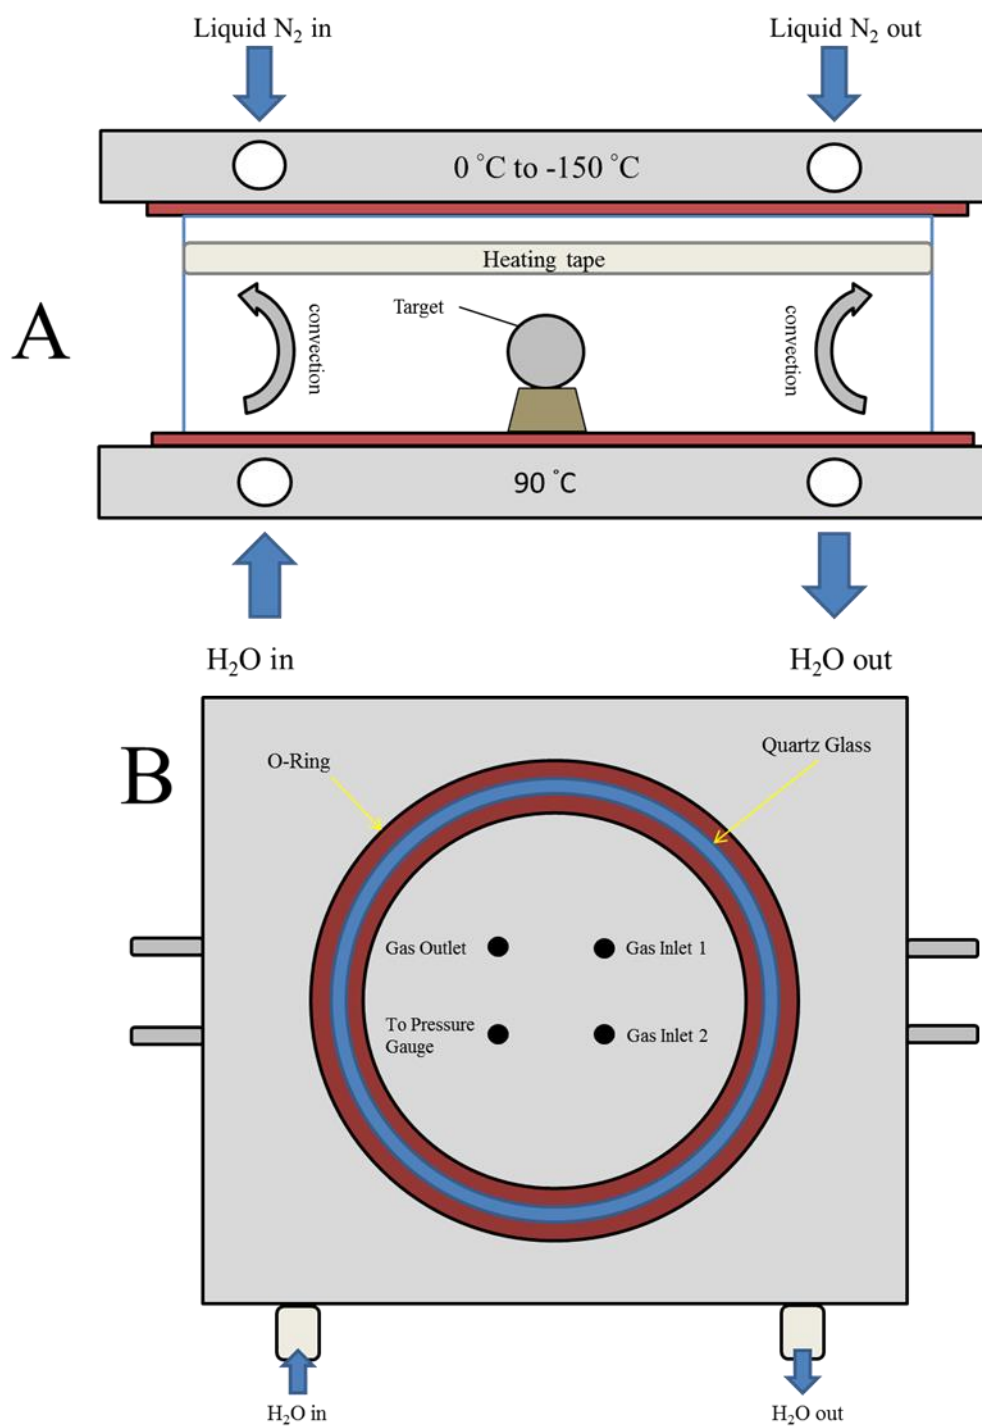 Liquid N₂ in
Liquid N₂ out
0 °C to -150 °C
Heating tape
A
Target
convection
convection
90 °C
H₂O in
H₂O out
B
O-Ring
Quartz Glass
Gas Outlet
Gas Inlet 1
To Pressure
Gauge
Gas Inlet 2
H₂O in
H₂O out